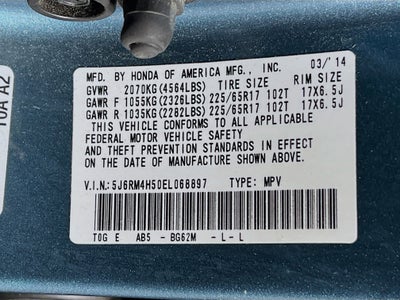 MFD. BY HONDA OF AMERICA MFG., INC. 03/'14
GVWR 2070KG(4564LBS) TIRE SIZE RIM SIZE
GAWR F 1055KG(2326LBS) 225/65R17 102T 17X6.5J
GAWR R 1035KG(2282LBS) 225/65R17 102T 17X6.5J
THIS VEHICLE CONFORMS TO ALL APPLICABLE
FEDERAL MOTOR VEHICLE SAFETY
AND THEFT PREVENTION STANDARDS IN EFFECT
ON THE DATE OF MANUFACTURE SHOWN ABOVE.
V.I.N.:5J6RM4H50EL068897 TYPE: MPV
T0G E AB5 - BG62M - L - L
10A A2